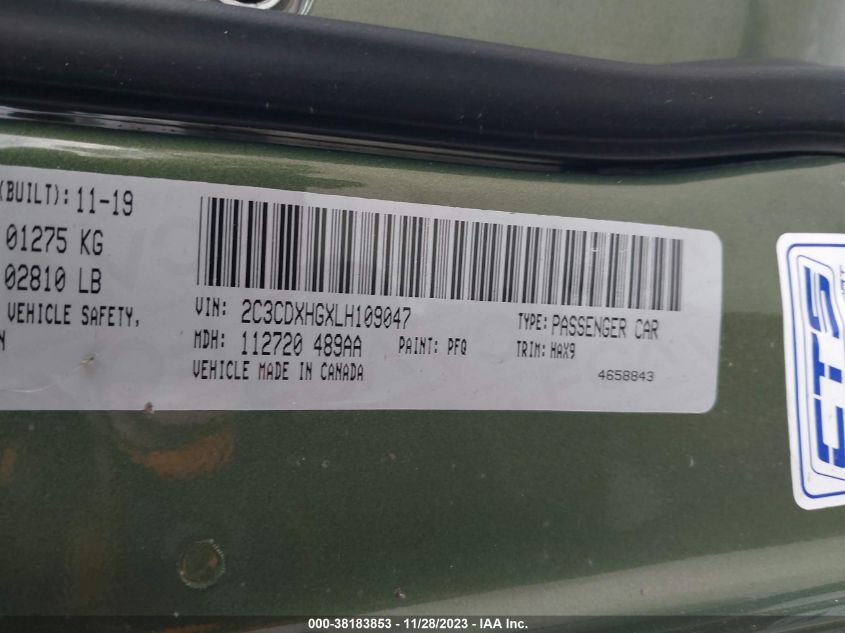 (BUILT): 11-19
01275 KG
02810 LB
VEHICLE SAFETY,
VIN: 2C3CDXHGXLH109047
TYPE: PASSENGER CAR
MDH: 112720 489AA
PAINT: PFQ
TRIM: HAX9
VEHICLE MADE IN CANADA
4658843
CTS
000-38183853 - 11/28/2023 - IAA Inc.